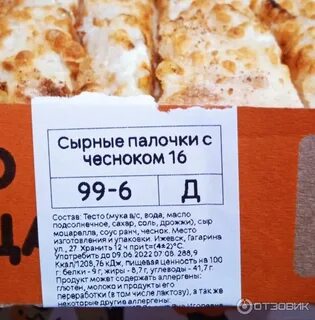 Сырные палочки с
чесноком 16
99-6
Д
Состав: Тесто (мука в/с, вода, масло
подсолнечное, сахар, соль, дрожжи), сыр
моцарелла, соус ранч, чеснок. Место
изготовления и упаковки: Ижевск, Гагарина
ул., 27 Хранить 12 ч при t=(4±2)°C.
Употребить до 09.06.2022 07:08. 288,9
Ккал/1208,76 кДж, пищевая ценность на 100
г: белки - 9 г, жиры - 8,7 г, углеводы - 41,7 г.
Продукт может содержать аллергены:
глютен, молоко и продукты его
переработки (в том числе лактозу), а так же
некоторые другие аллергены.
ОТЗОВИК